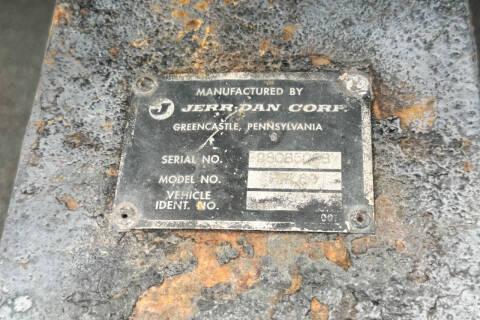 MANUFACTURED BY
JERR-DAN CORP.
GREENCASTLE, PENNSYLVANIA
SERIAL NO.
MODEL NO.
VEHICLE
IDENT. NO.